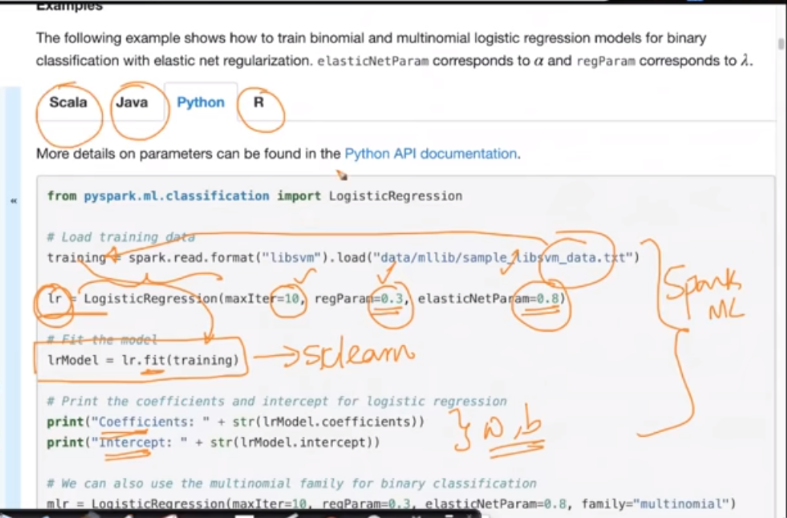 Examples
The following example shows how to train binomial and multinomial logistic regression models for binary
classification with elastic net regularization. elasticNetParam corresponds to α and regParam corresponds to λ.
Scala Java Python R
More details on parameters can be found in the Python API documentation.
«
from pyspark.ml.classification import LogisticRegression
# Load training data
training = spark.read.format("libsvm").load("data/mllib/sample_libsvm_data.txt")
lr = LogisticRegression(maxIter=10, regParam=0.3, elasticNetParam=0.8)
Spark
ML
# Fit the model
lrModel = lr.fit(training) → sclearn
# Print the coefficients and intercept for logistic regression
print("Coefficients: " + str(lrModel.coefficients))
print("Intercept: " + str(lrModel.intercept))
} w, b
# We can also use the multinomial family for binary classification
mlr = LogisticRegression(maxIter=10, regParam=0.3, elasticNetParam=0.8, family="multinomial")